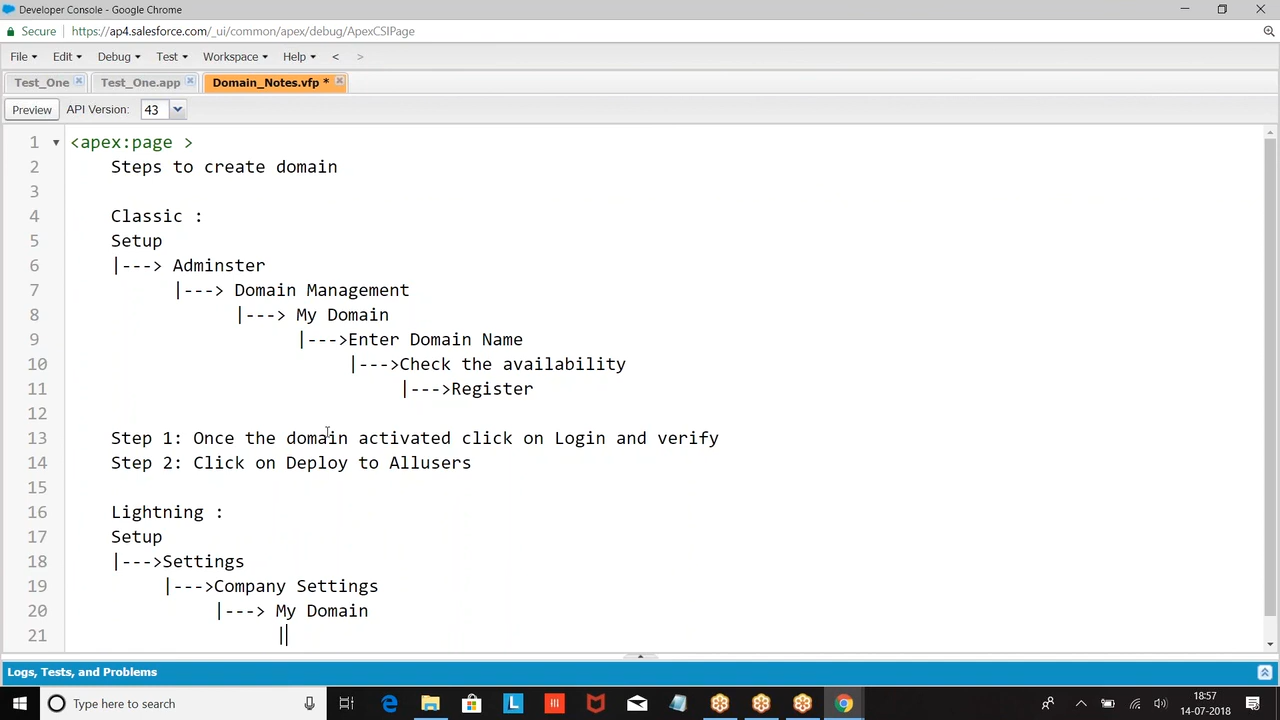 Developer Console - Google Chrome
Secure | https://ap4.salesforce.com/_ui/common/apex/debug/ApexCSIPage
File Edit Debug Test Workspace Help < >
Test_One Test_One.app Domain_Notes.vfp *
Preview API Version: 43
1 <apex:page >
2 Steps to create domain
3
4 Classic :
5 Setup
6 |---> Adminster
7 |---> Domain Management
8 |---> My Domain
9 |--->Enter Domain Name
10 |--->Check the availability
11 |--->Register
12
13 Step 1: Once the domain activated click on Login and verify
14 Step 2: Click on Deploy to Allusers
15
16 Lightning :
17 Setup
18 |--->Settings
19 |--->Company Settings
20 |---> My Domain
21 |
Logs, Tests, and Problems
Type here to search
18:57
14-07-2018